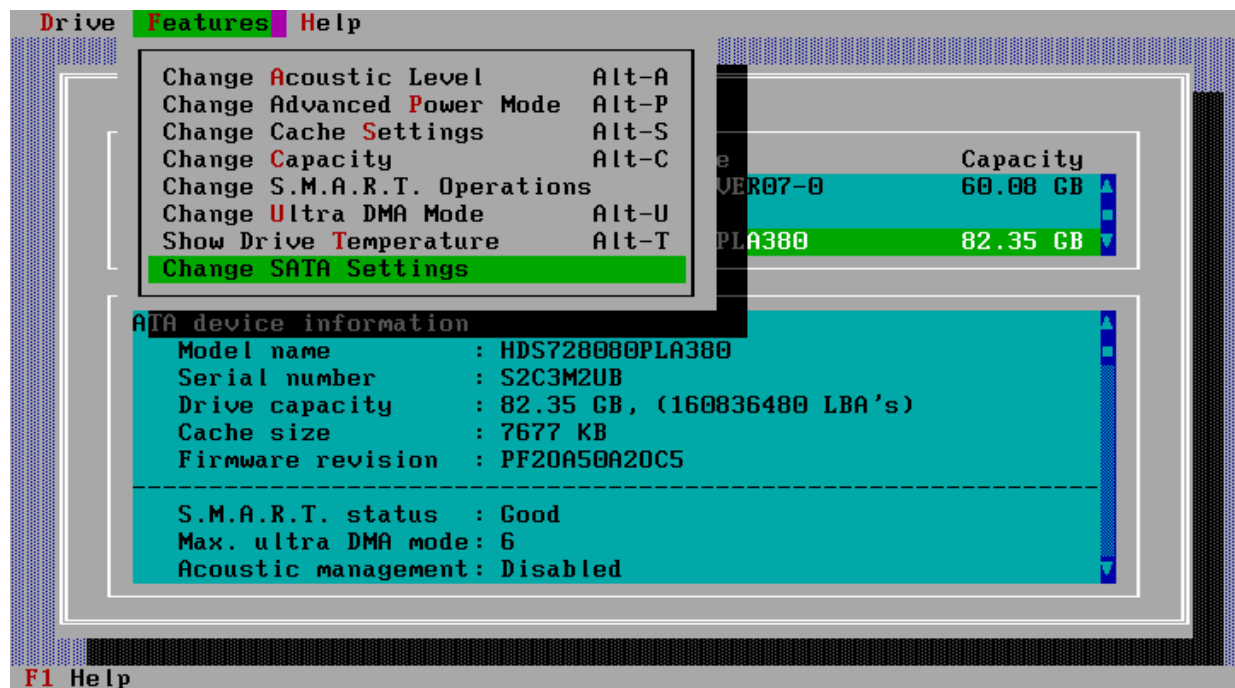 Drive Features Help
Change Acoustic Level Alt-A
Change Advanced Power Mode Alt-P
Change Cache Settings Alt-S
Change Capacity Alt-C
e Capacity
Change S.M.A.R.T. Operations
VER07-0 60.08 GB
Change Ultra DMA Mode Alt-U
Show Drive Temperature Alt-T
PLA380 82.35 GB
Change SATA Settings
ATA device information
Model name : HDS728080PLA380
Serial number : S2C3M2UB
Drive capacity : 82.35 GB, (160836480 LBA's)
Cache size : 7677 KB
Firmware revision : PF2OA50A2OC5
S.M.A.R.T. status : Good
Max. ultra DMA mode: 6
Acoustic management: Disabled
F1 Help